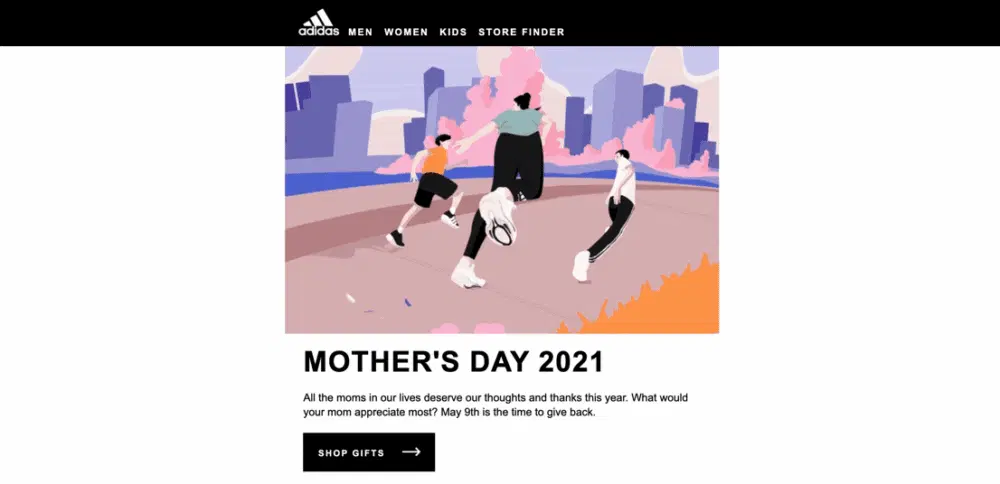 adidas MEN WOMEN KIDS STORE FINDER
MOTHER'S DAY 2021
All the moms in our lives deserve our thoughts and thanks this year. What would
your mom appreciate most? May 9th is the time to give back.
SHOP GIFTS